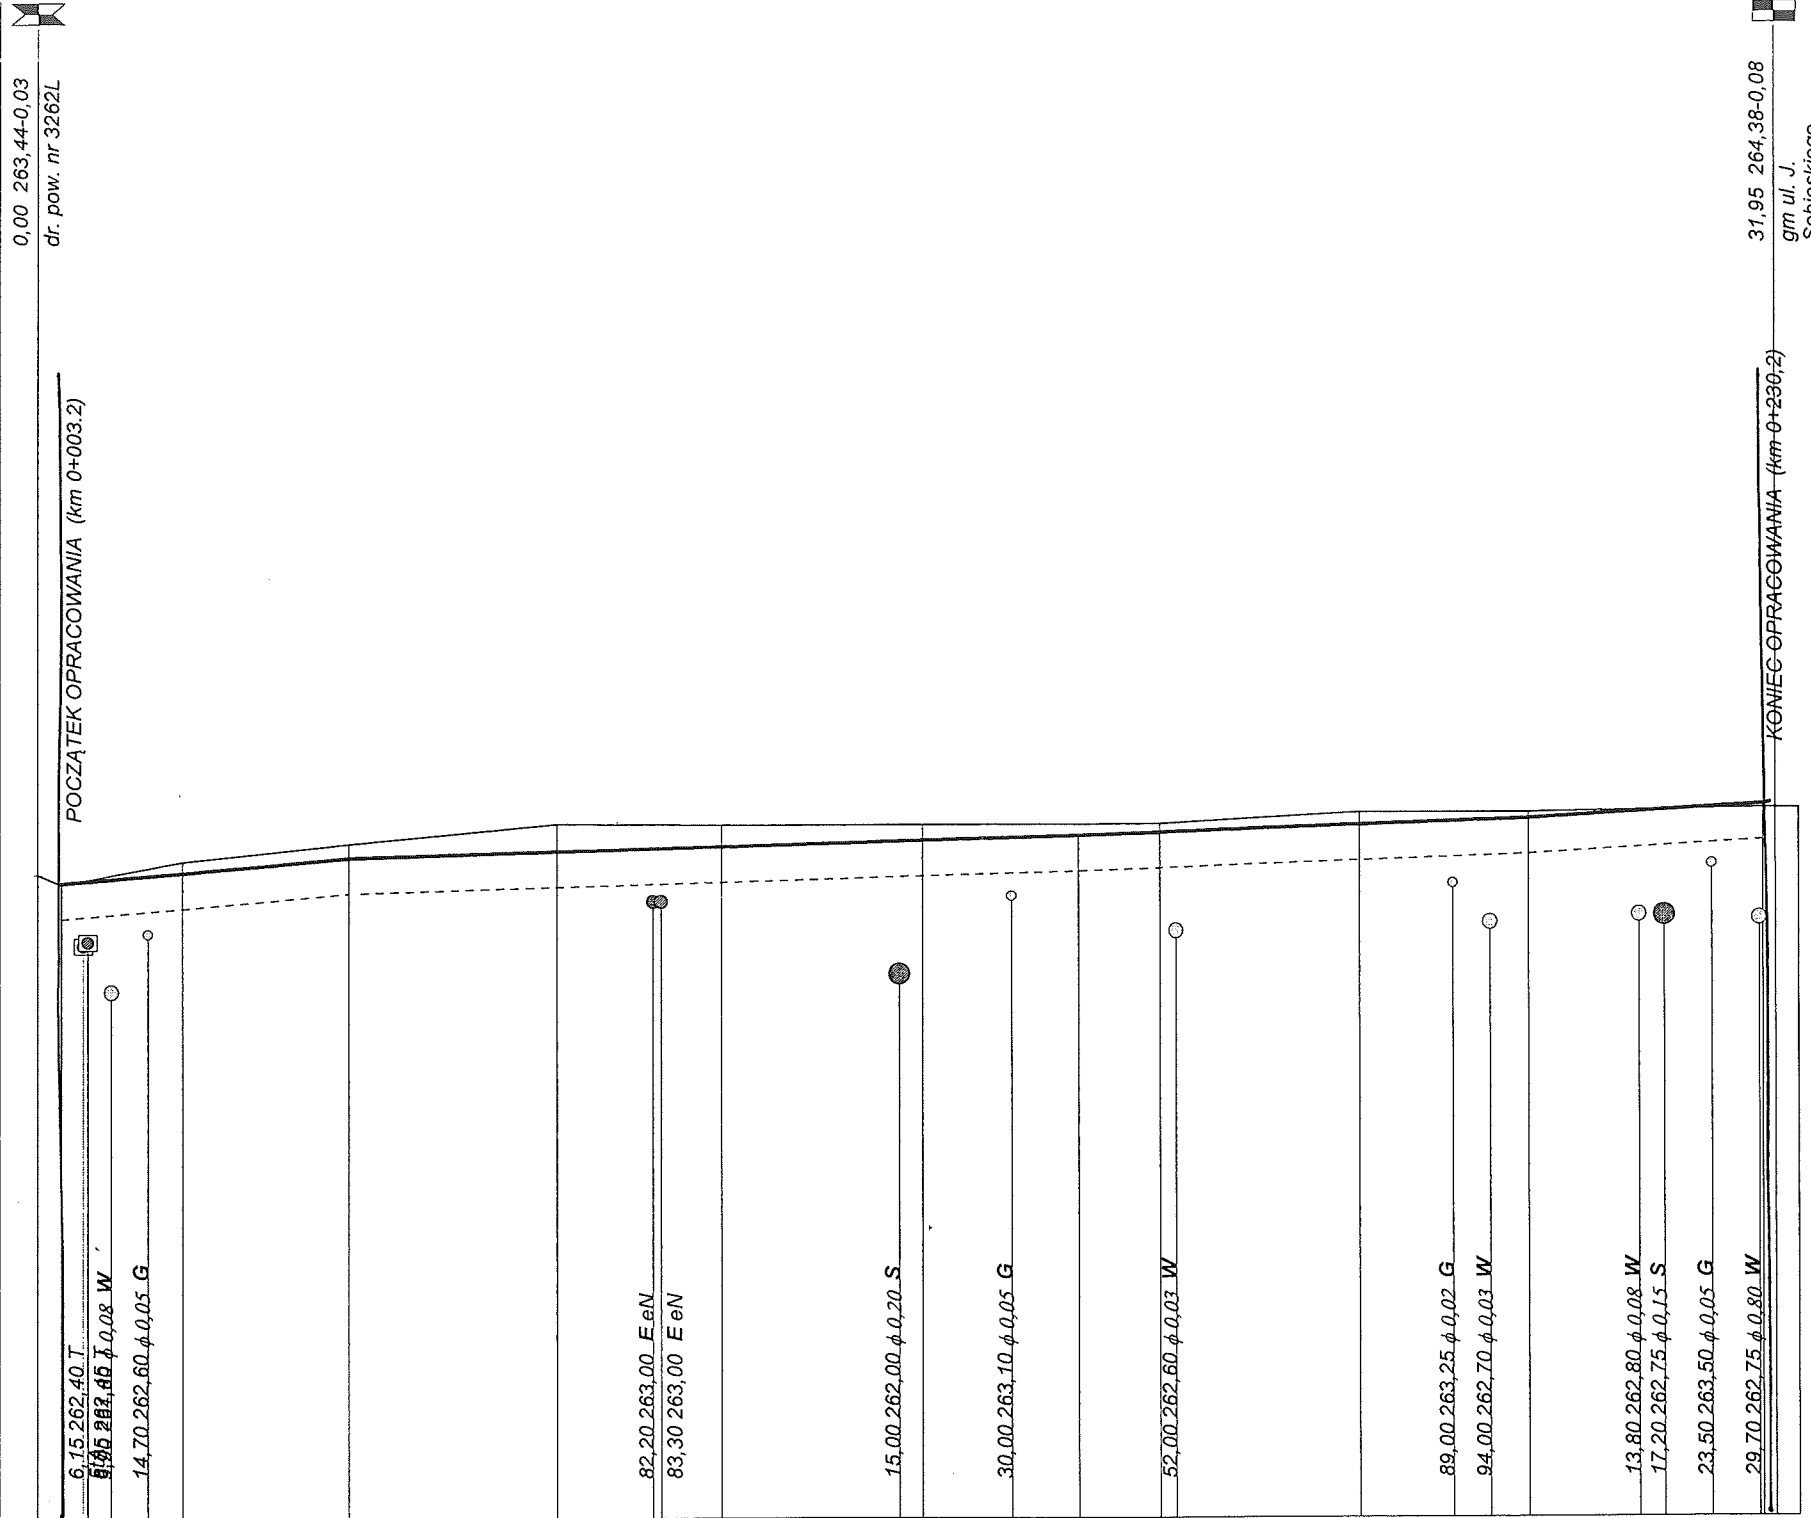 0,00 263,44-0,03
dr. pow. nr 3262L
31,95 264,38-0,08
gm ul. J.
Sobieskiego
POCZĄTEK OPRACOWANIA (km 0+003.2)
KONIEC OPRACOWANIA (km 0+230,2)
6,15 262,40 T
ϕ 0,08 W
14,70 262,60 ϕ 0,05 G
82,20 263,00 E eN
83,30 263,00 E eN
15,00 262,00 ϕ 0,20 S
30,00 263,10 ϕ 0,05 G
52,00 262,60 ϕ 0,03 W
89,00 263,25 ϕ 0,02 G
94,00 262,70 ϕ 0,03 W
13,80 262,80 ϕ 0,08 W
17,20 262,75 ϕ 0,15 S
23,50 263,50 ϕ 0,05 G
29,70 262,75 ϕ 0,80 W